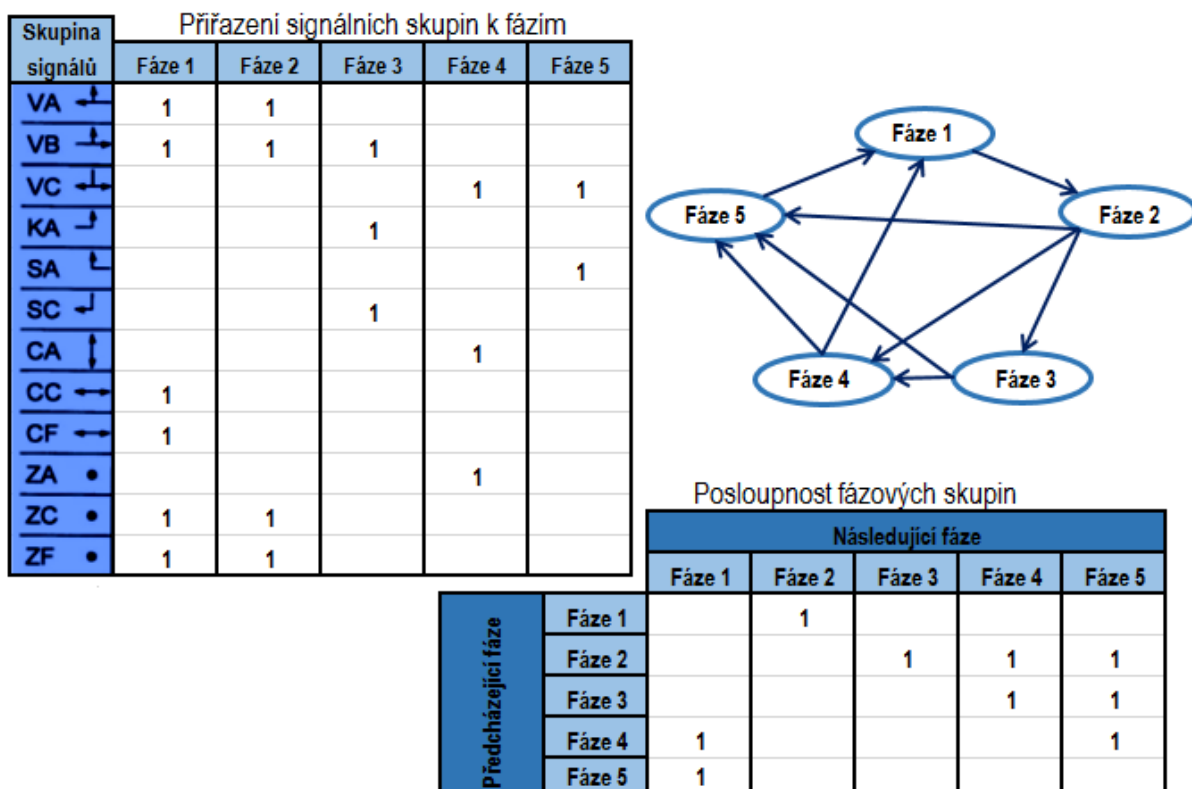 Přiřazení signálních skupin k fázím
Skupina signálů Fáze 1 Fáze 2 Fáze 3 Fáze 4 Fáze 5
VA 1 1
VB 1 1 1
VC 1 1
KA 1
SA 1
SC 1
CA 1
CC 1
CF 1
ZA 1
ZC 1 1
ZF 1 1
Fáze 1
Fáze 5
Fáze 2
Fáze 4
Fáze 3
Posloupnost fázových skupin
Následující fáze
Fáze 1 Fáze 2 Fáze 3 Fáze 4 Fáze 5
Předcházející fáze
Fáze 1 1
Fáze 2 1 1 1
Fáze 3 1 1
Fáze 4 1 1
Fáze 5 1